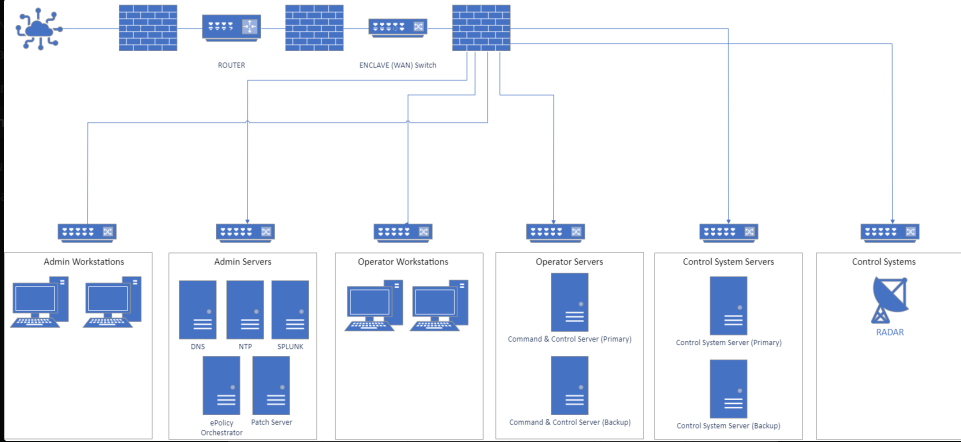 ROUTER
ENCLAVE (WAN) Switch
Admin Workstations
Admin Servers
Operator Workstations
Operator Servers
Control System Servers
Control Systems
DNS
NTP
SPLUNK
ePolicy
Orchestrator
Patch Server
Command & Control Server (Primary)
Command & Control Server (Backup)
Control System Server (Primary)
Control System Server (Backup)
RADAR